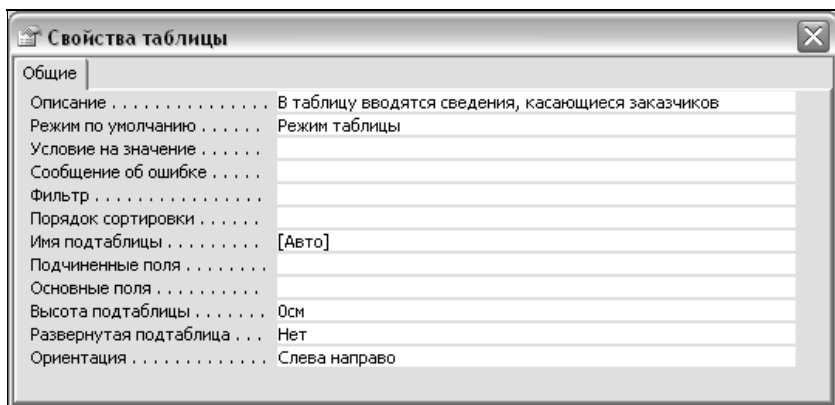 Свойства таблицы
Общие
Описание . . . . . . . . . . . . . . . В таблицу вводятся сведения, касающиеся заказчиков
Режим по умолчанию . . . . . . Режим таблицы
Условие на значение . . . . . .
Сообщение об ошибке . . . . .
Фильтр . . . . . . . . . . . . . . . .
Порядок сортировки . . . . . .
Имя подтаблицы . . . . . . . . . [Авто]
Подчиненные поля . . . . . . . .
Основные поля . . . . . . . . . .
Высота подтаблицы . . . . . . . 0см
Развернутая подтаблица . . . Нет
Ориентация . . . . . . . . . . . . . Слева направо